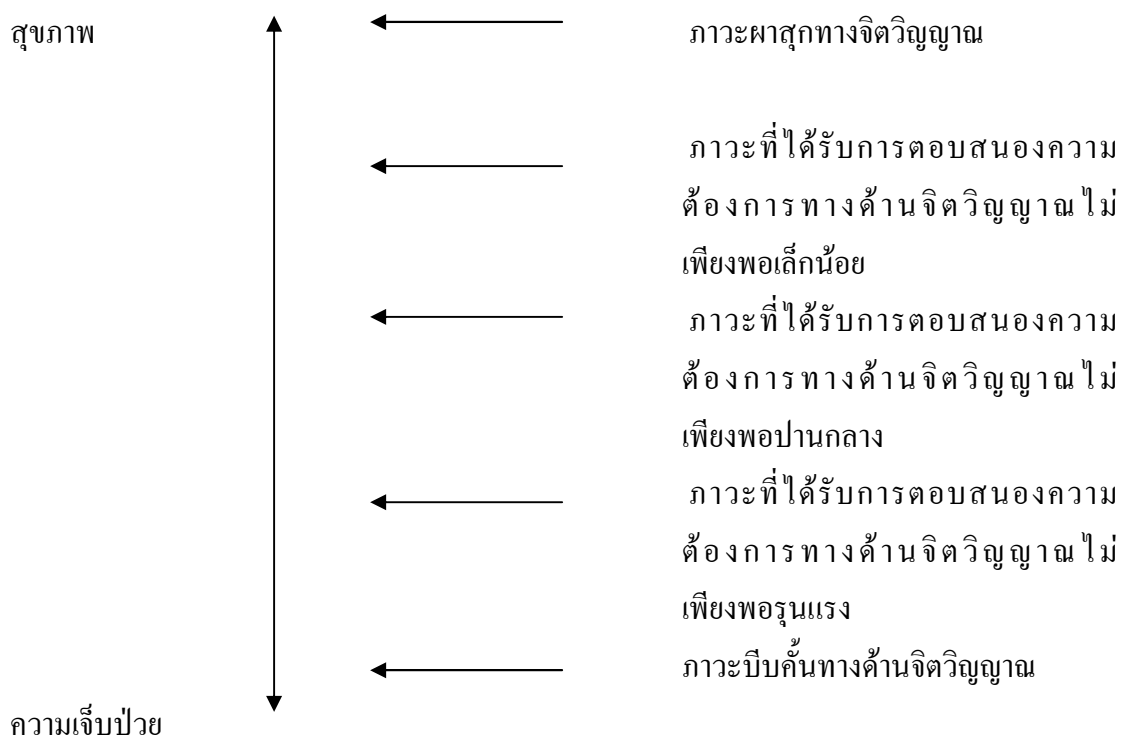 สุขภาพ
ภาวะผาสุกทางจิตวิญญาณ
ภาวะที่ได้รับการตอบสนองความ
ต้องการทางด้านจิตวิญญาณไม่
เพียงพอเล็กน้อย
ภาวะที่ได้รับการตอบสนองความ
ต้องการทางด้านจิตวิญญาณไม่
เพียงพอปานกลาง
ภาวะที่ได้รับการตอบสนองความ
ต้องการทางด้านจิตวิญญาณไม่
เพียงพอรุนแรง
ภาวะบีบคั้นทางด้านจิตวิญญาณ
ความเจ็บป่วย